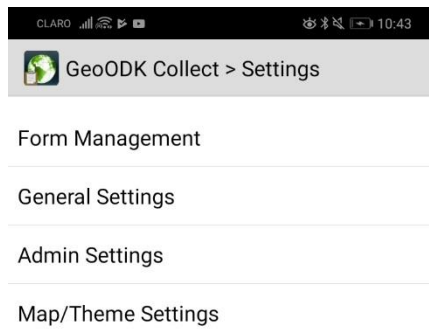 CLARO 10:43
GeoODK Collect > Settings
Form Management
General Settings
Admin Settings
Map/Theme Settings